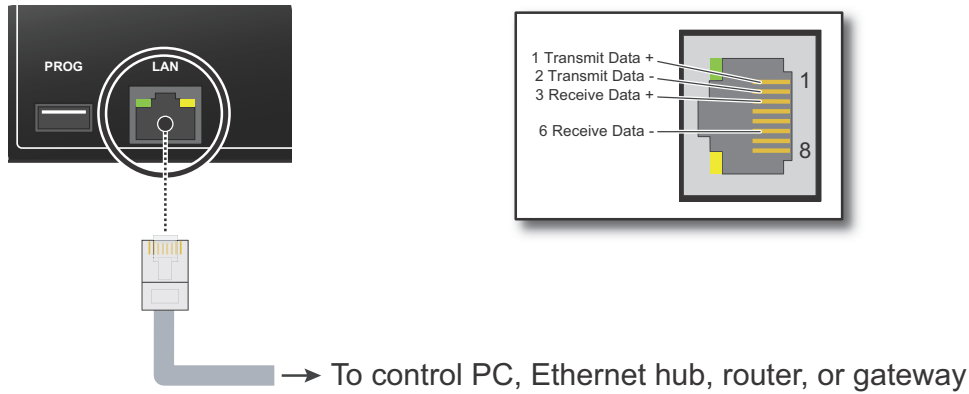 PROG
LAN
1 Transmit Data +
2 Transmit Data -
3 Receive Data +
6 Receive Data -
1
8
To control PC, Ethernet hub, router, or gateway